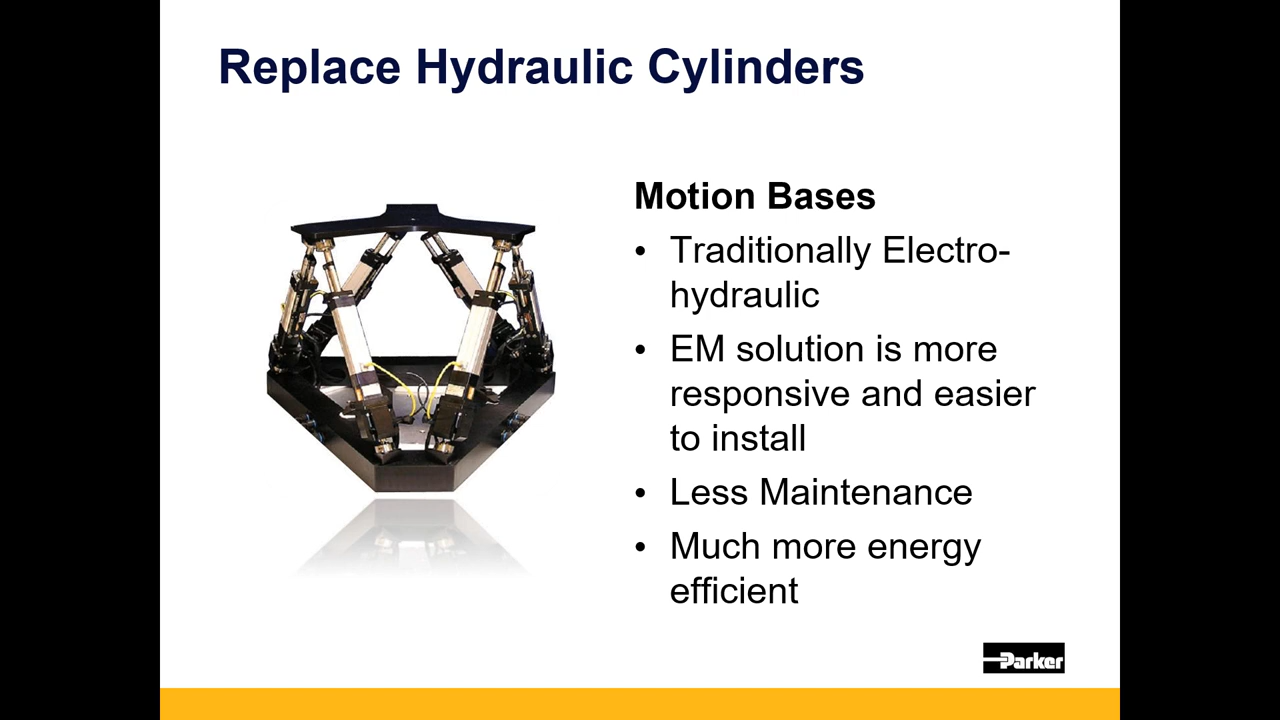 Replace Hydraulic Cylinders
Motion Bases
• Traditionally Electro-
hydraulic
• EM solution is more
responsive and easier
to install
• Less Maintenance
• Much more energy
efficient
Parker